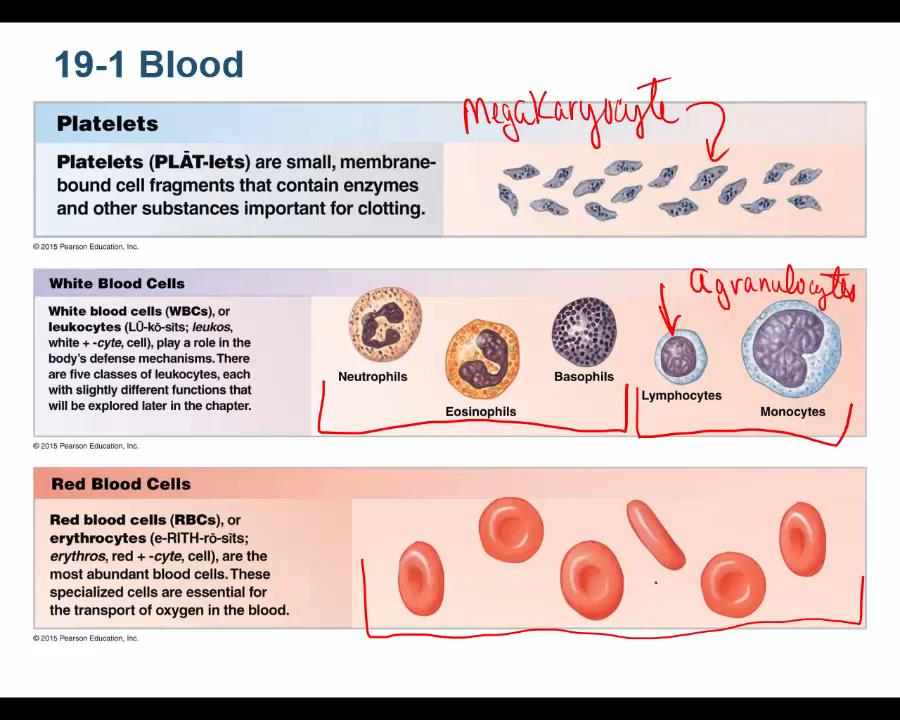 19-1 Blood
Megakaryocyte
Platelets
Platelets (PLĀT-lets) are small, membrane-
bound cell fragments that contain enzymes
and other substances important for clotting.
© 2015 Pearson Education, Inc.
White Blood Cells
agranulocytes
White blood cells (WBCs), or
leukocytes (LŪ-kō-sīts; leukos,
white + -cyte, cell), play a role in the
body's defense mechanisms. There
are five classes of leukocytes, each
with slightly different functions that
will be explored later in the chapter.
Neutrophils
Eosinophils
Basophils
Lymphocytes
Monocytes
© 2015 Pearson Education, Inc.
Red Blood Cells
Red blood cells (RBCs), or
erythrocytes (e-RITH-rō-sīts;
erythros, red + -cyte, cell), are the
most abundant blood cells. These
specialized cells are essential for
the transport of oxygen in the blood.
© 2015 Pearson Education, Inc.